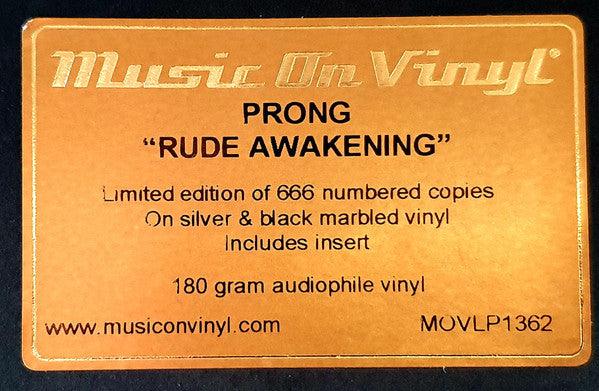 Music On Vinyl®
PRONG
“RUDE AWAKENING”
Limited edition of 666 numbered copies
On silver & black marbled vinyl
Includes insert
180 gram audiophile vinyl
www.musiconvinyl.com MOVLP1362